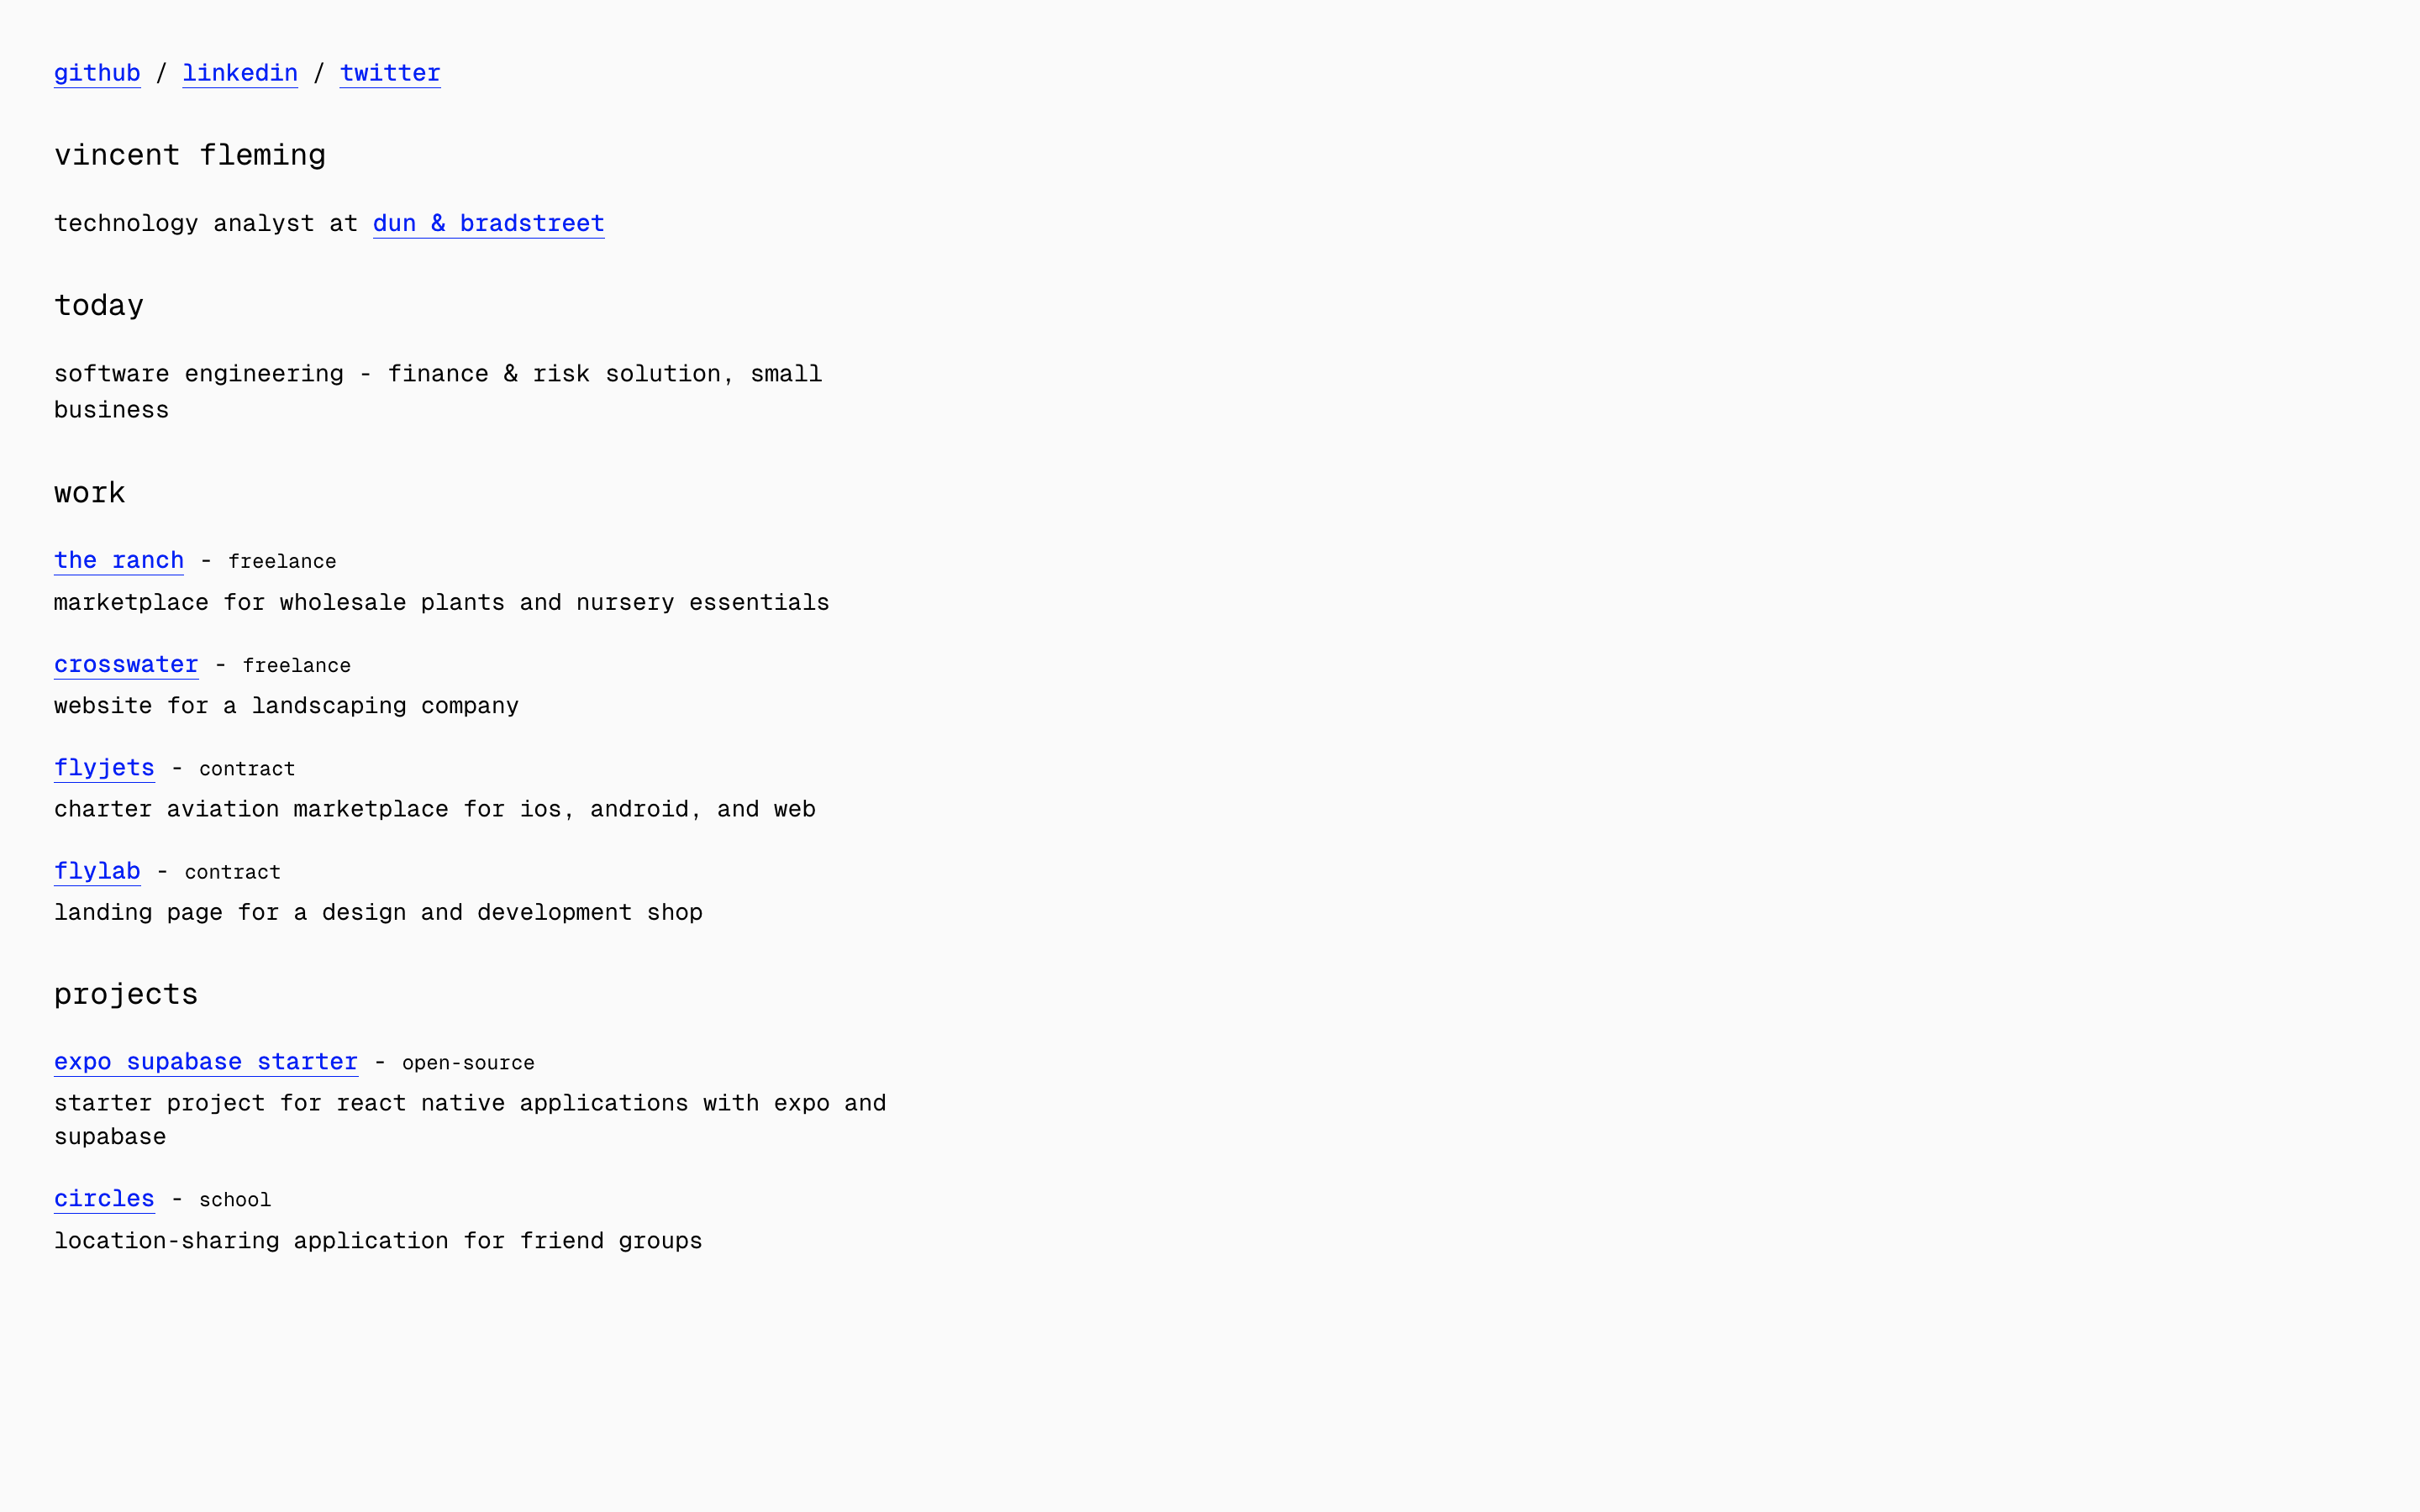 github / linkedin / twitter
vincent fleming
technology analyst at dun & bradstreet
today
software engineering - finance & risk solution, small
business
work
the ranch - freelance
marketplace for wholesale plants and nursery essentials
crosswater - freelance
website for a landscaping company
flyjets - contract
charter aviation marketplace for ios, android, and web
flylab - contract
landing page for a design and development shop
projects
expo supabase starter - open-source
starter project for react native applications with expo and
supabase
circles - school
location-sharing application for friend groups